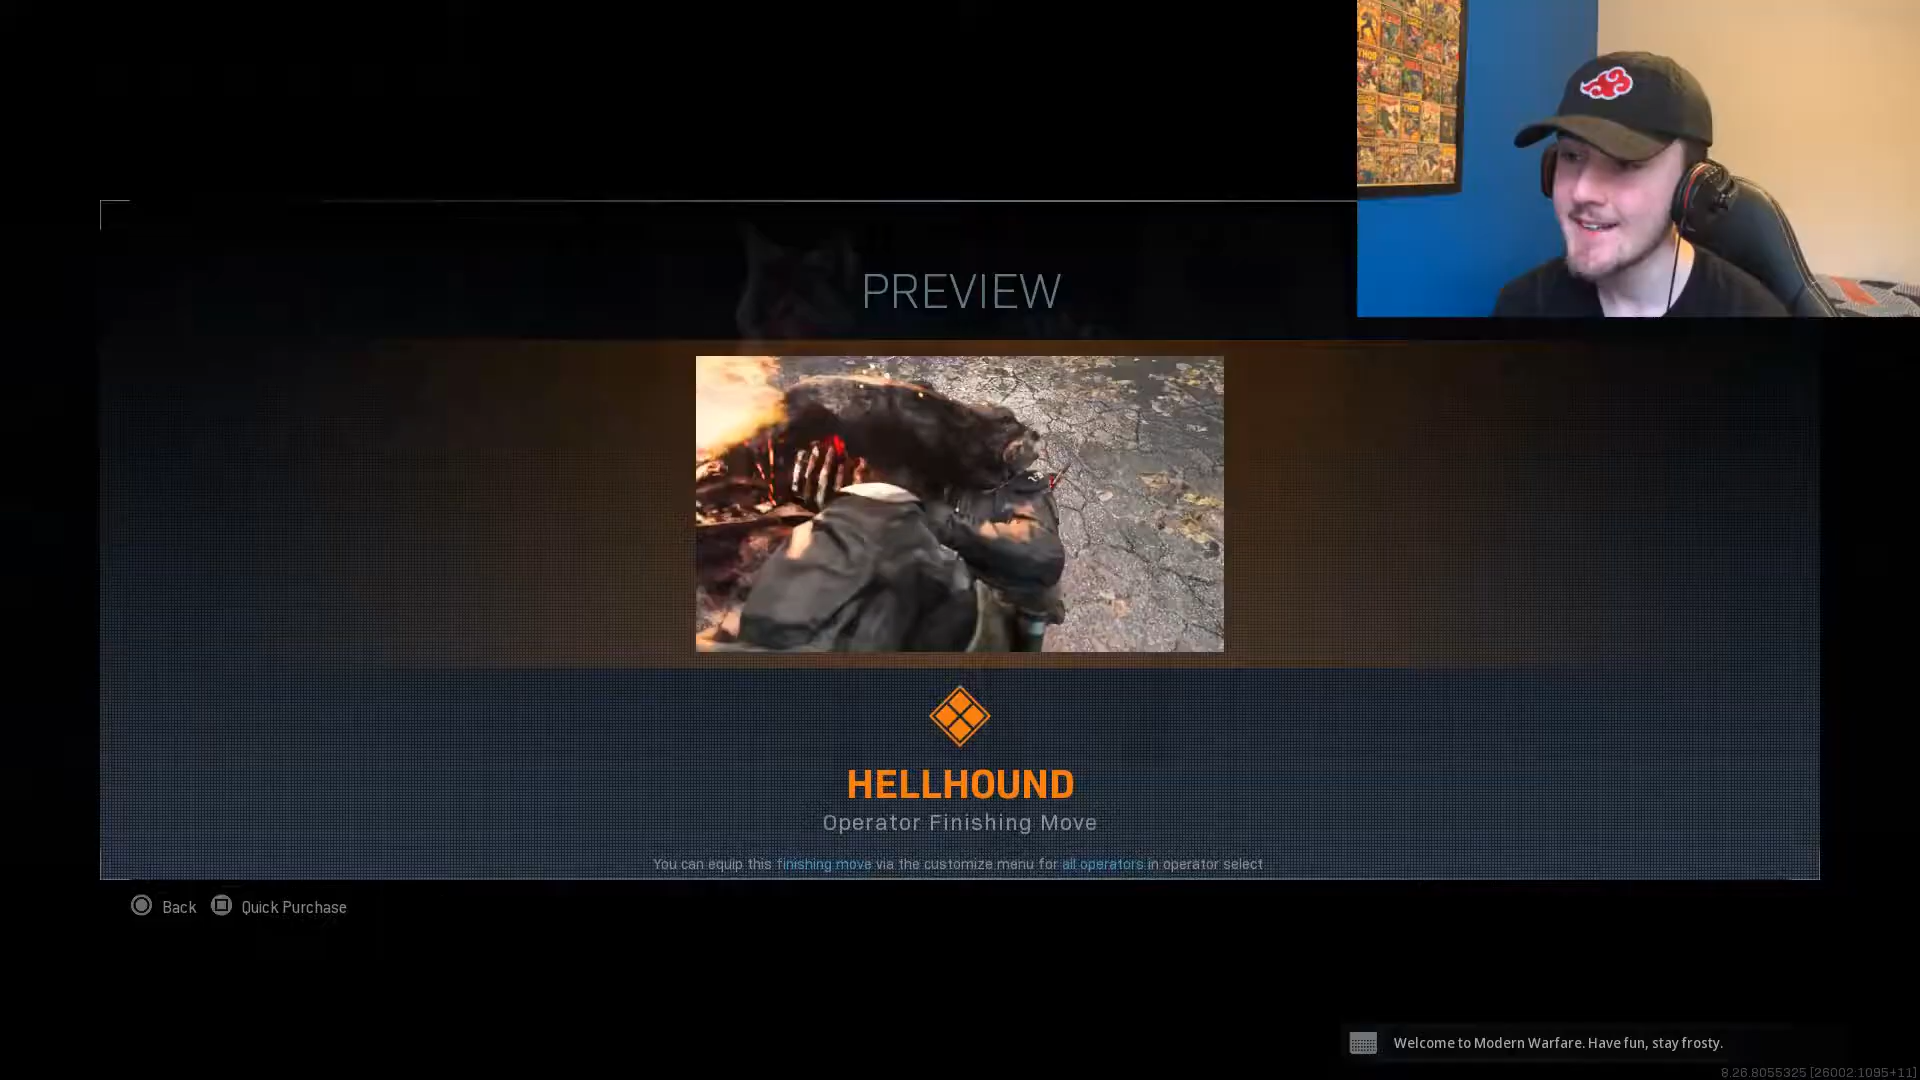 PREVIEW
HELLHOUND
Operator Finishing Move
You can equip this finishing move via the customize menu for all operators in operator select
Back Quick Purchase
Welcome to Modern Warfare. Have fun, stay frosty.
8.26.8055325 [26002:1095+11]